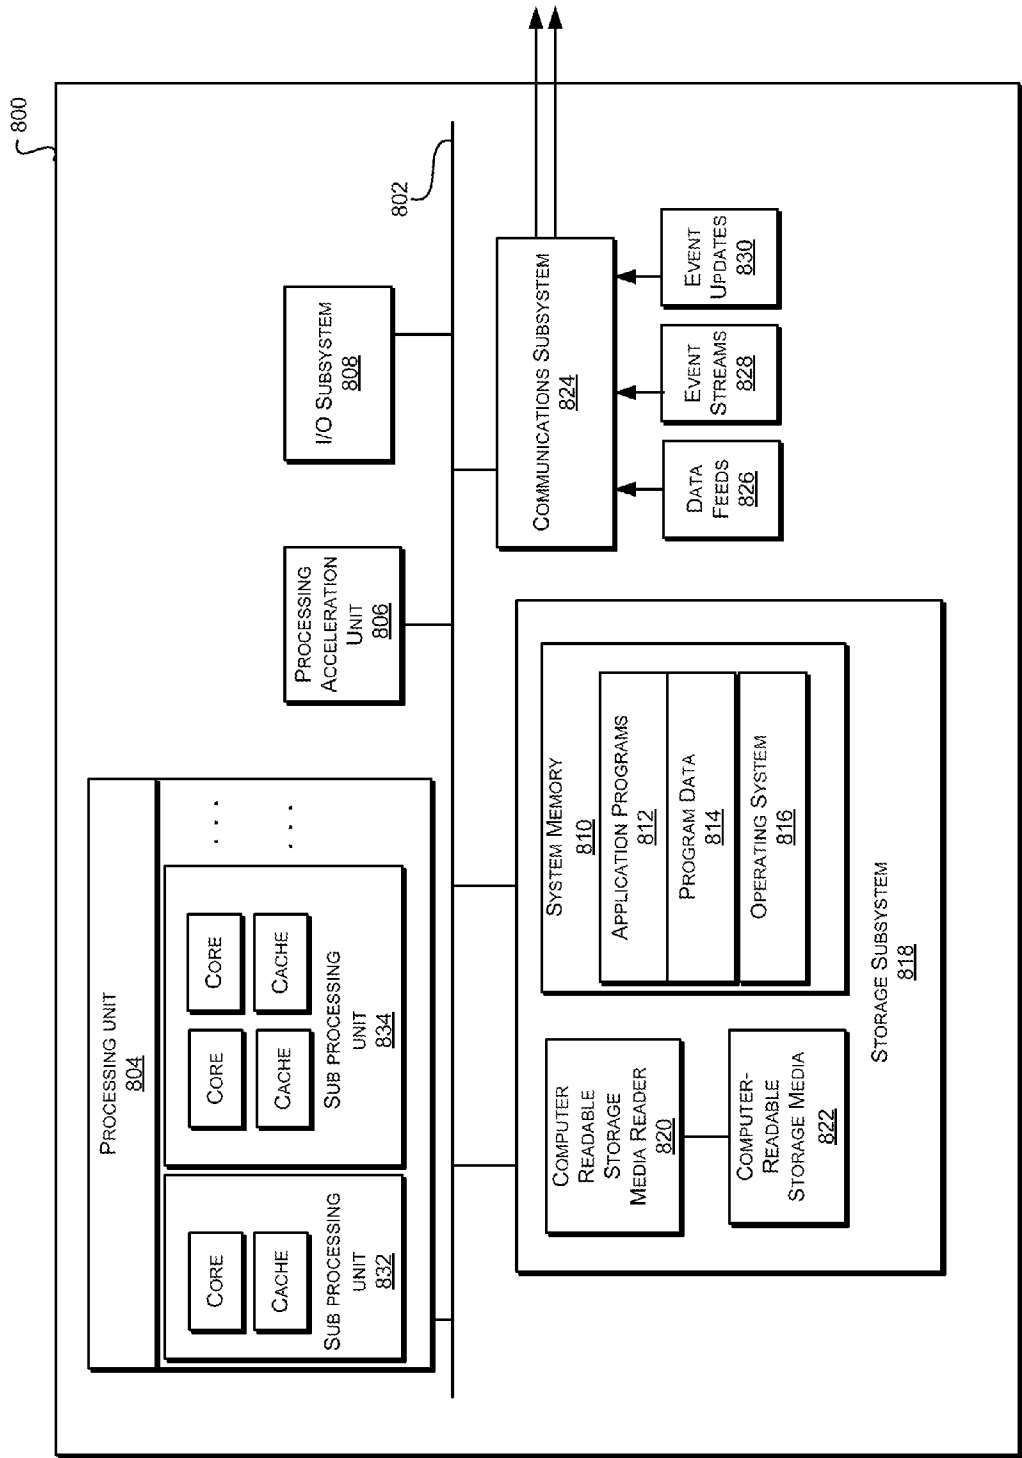 800
PROCESSING UNIT
804
CORE
CACHE
SUB PROCESSING
UNIT
832
CORE
CORE
CACHE
CACHE
SUB PROCESSING
UNIT
834
. . .
. . .
PROCESSING
ACCELERATION
UNIT
806
I/O SUBSYSTEM
808
802
COMPUTER
READABLE
STORAGE
MEDIA READER
820
COMPUTER-
READABLE
STORAGE MEDIA
822
SYSTEM MEMORY
810
APPLICATION PROGRAMS
812
PROGRAM DATA
814
OPERATING SYSTEM
816
STORAGE SUBSYSTEM
818
COMMUNICATIONS SUBSYSTEM
824
DATA
FEEDS
826
EVENT
STREAMS
828
EVENT
UPDATES
830